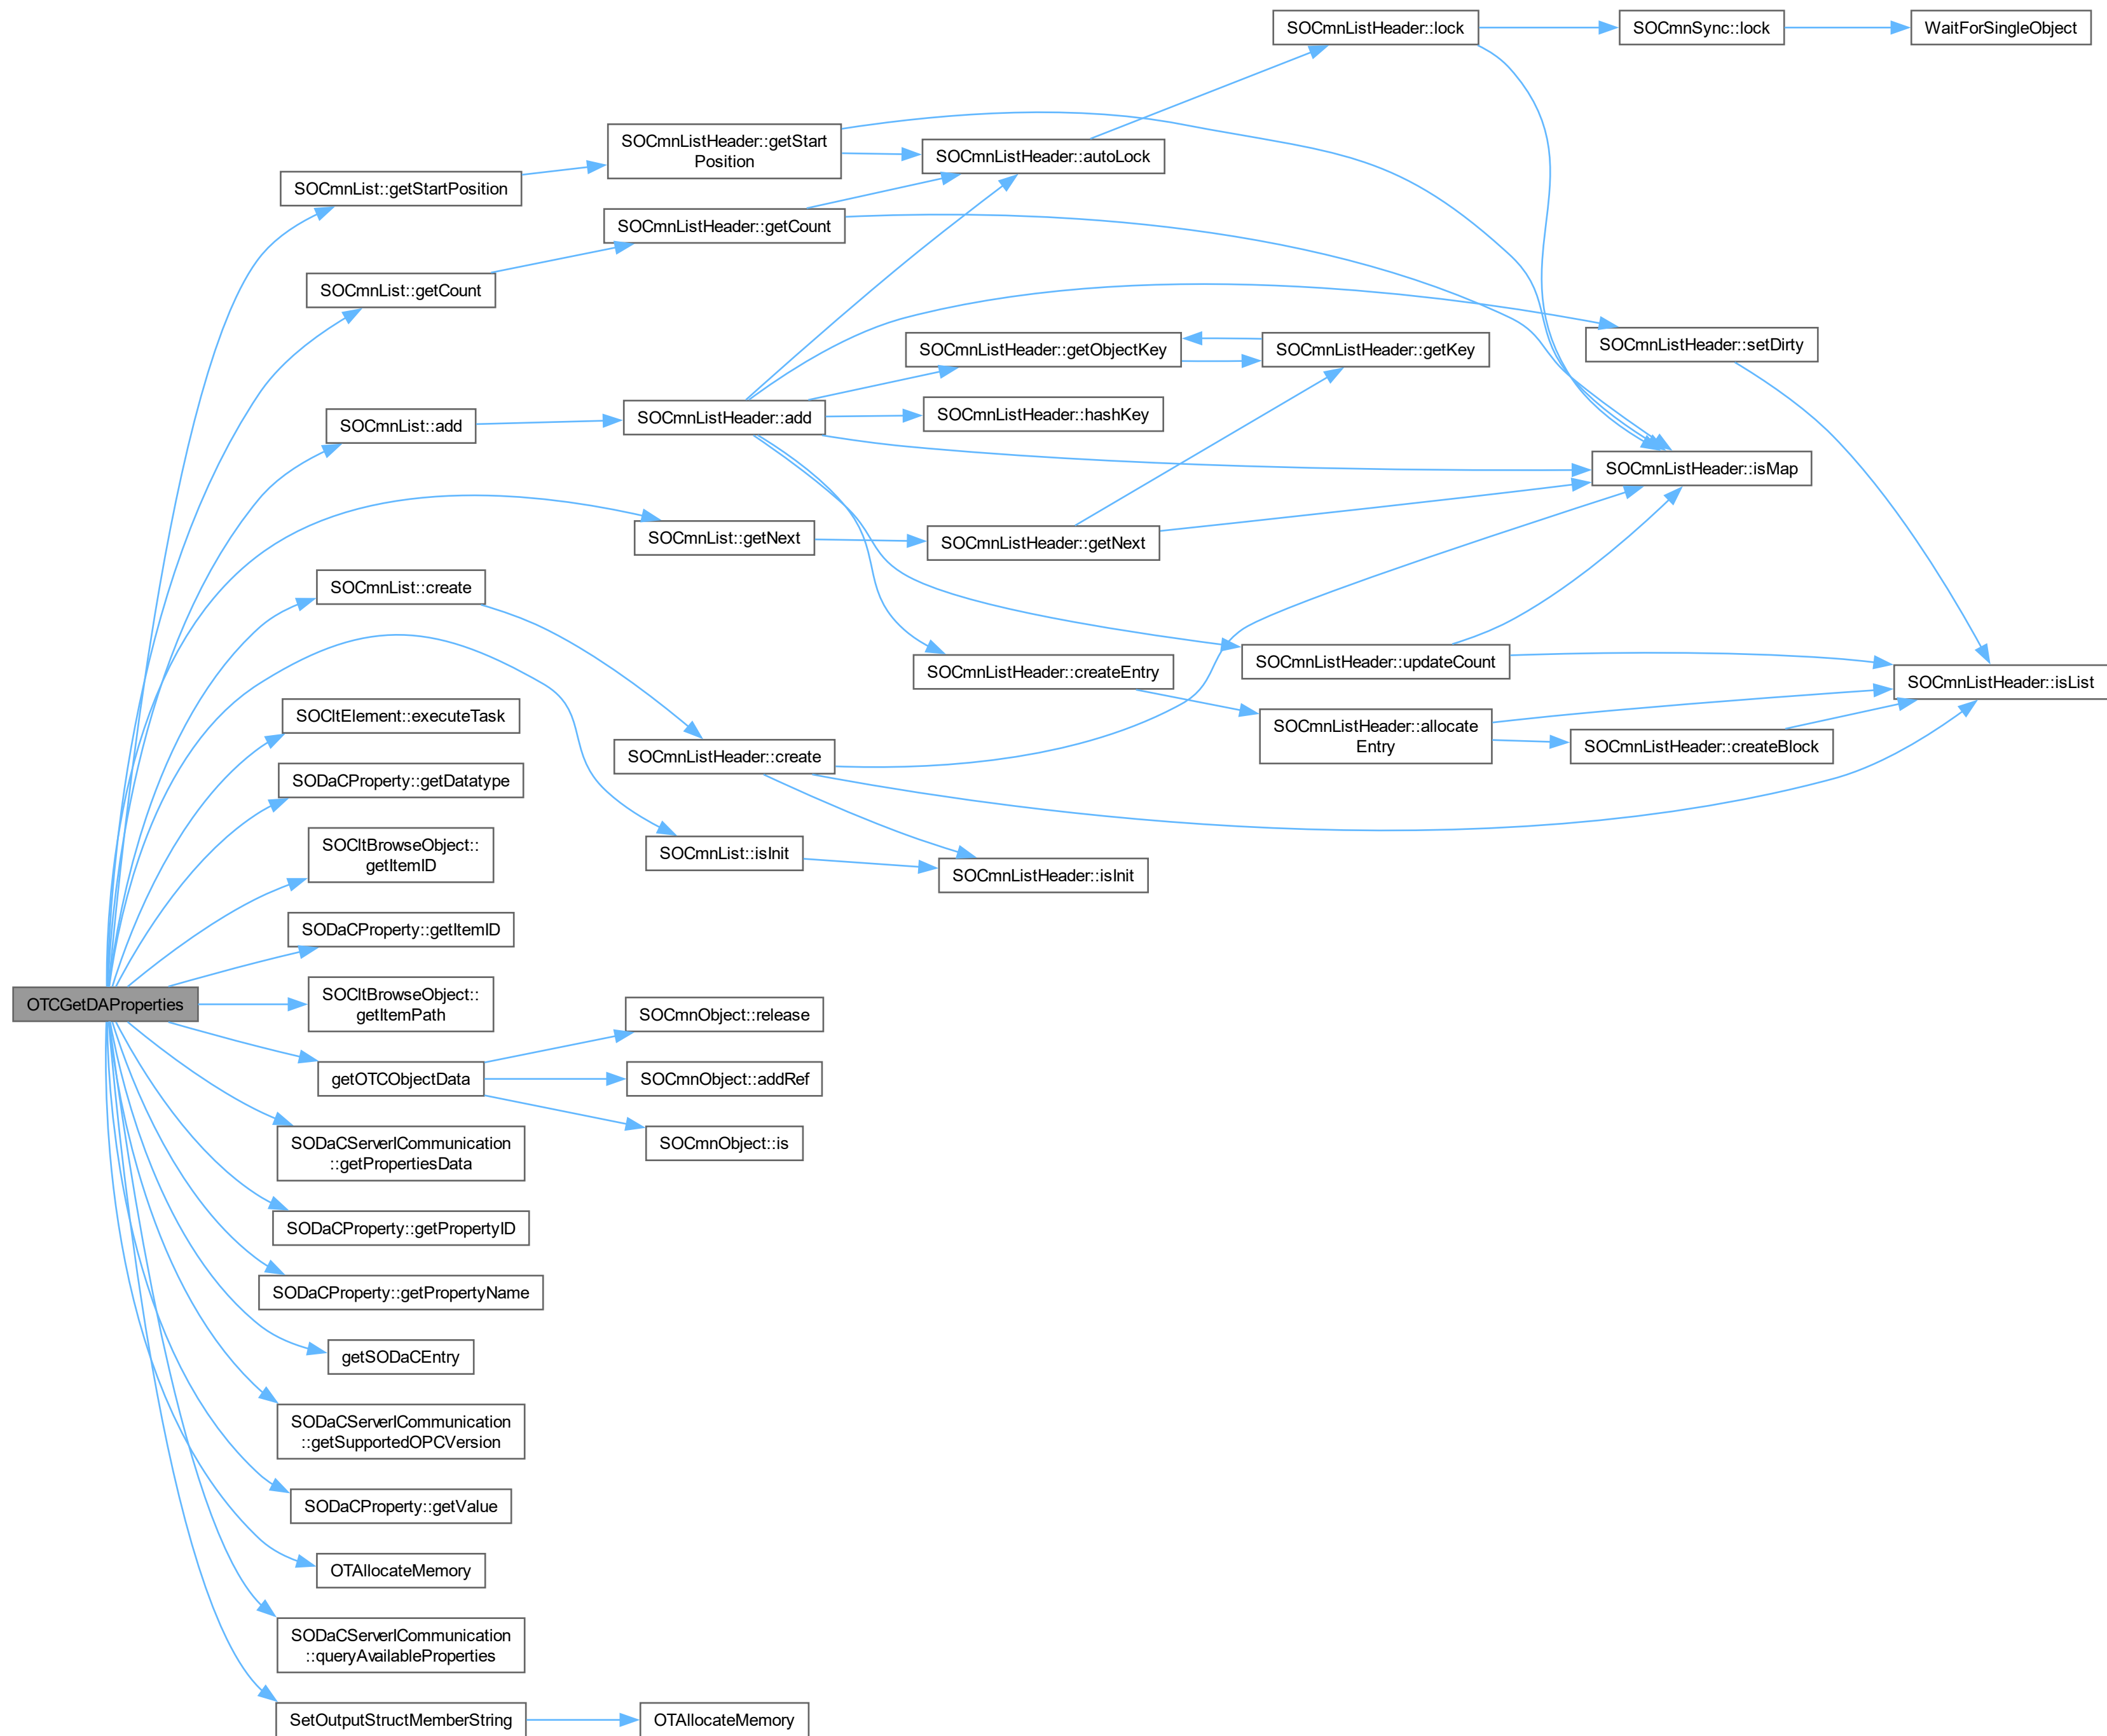 SOCmnListHeader::lock
SOCmnSync::lock
WaitForSingleObject
SOCmnListHeader::getStart
Position
SOCmnListHeader::autoLock
SOCmnList::getStartPosition
SOCmnListHeader::getCount
SOCmnList::getCount
SOCmnListHeader::setDirty
SOCmnListHeader::getObjectKey
SOCmnListHeader::getKey
SOCmnList::add
SOCmnListHeader::add
SOCmnListHeader::hashKey
SOCmnListHeader::isMap
SOCmnList::getNext
SOCmnListHeader::getNext
SOCmnList::create
SOCmnListHeader::createEntry
SOCmnListHeader::updateCount
SOCmnListHeader::isList
SOCltElement::executeTask
SOCmnListHeader::allocate
Entry
SOCmnListHeader::createBlock
SOCmnListHeader::create
SODaCProperty::getDatatype
SOCltBrowseObject::
getItemID
SOCmnList::isInit
SOCmnListHeader::isInit
SODaCProperty::getItemID
OTCGetDAProperties
SOCltBrowseObject::
getItemPath
SOCmnObject::release
getOTCObjectData
SOCmnObject::addRef
SODaCServerICommunication
::getPropertiesData
SOCmnObject::is
SODaCProperty::getPropertyID
SODaCProperty::getPropertyName
getSODaCEntry
SODaCServerICommunication
::getSupportedOPCVersion
SODaCProperty::getValue
OTAllocateMemory
SODaCServerICommunication
::queryAvailableProperties
SetOutputStructMemberString
OTAllocateMemory